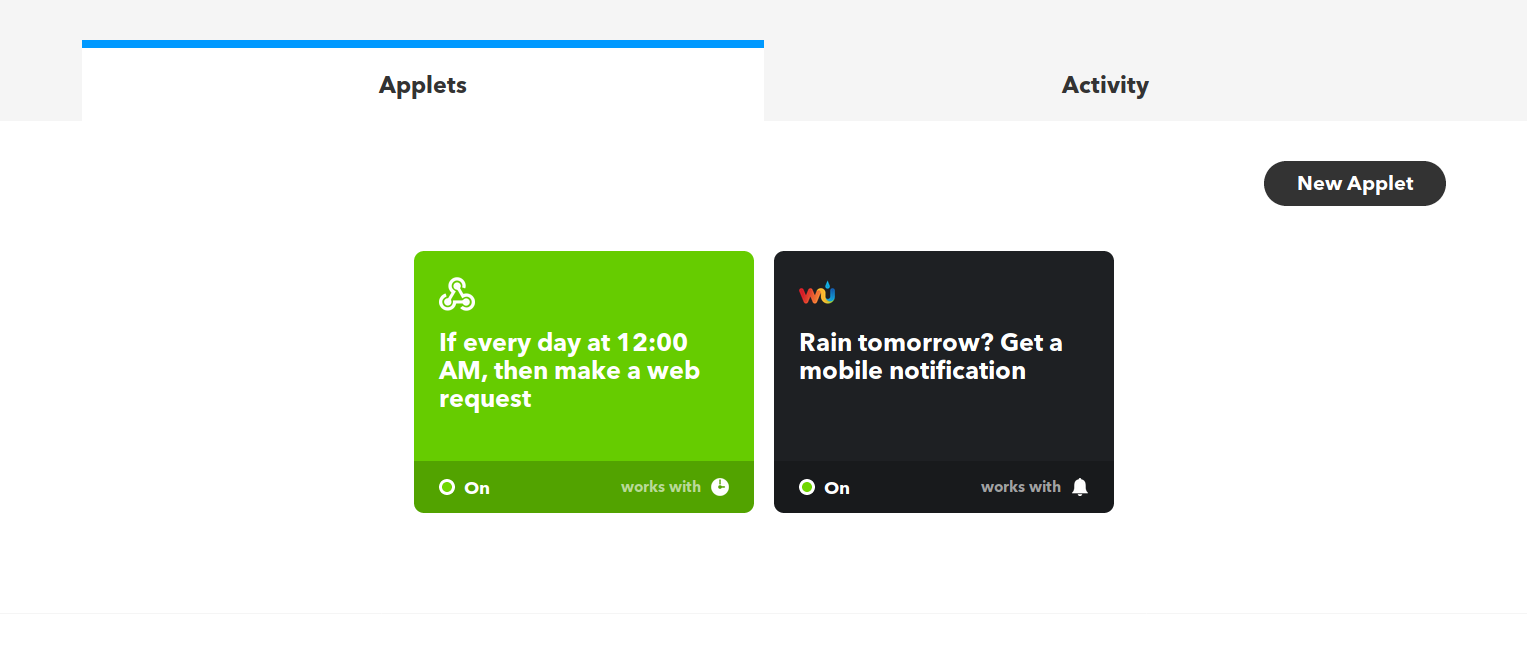 Applets
Activity
New Applet
If every day at 12:00
AM, then make a web
request
On
works with
wu
Rain tomorrow? Get a
mobile notification
On
works with